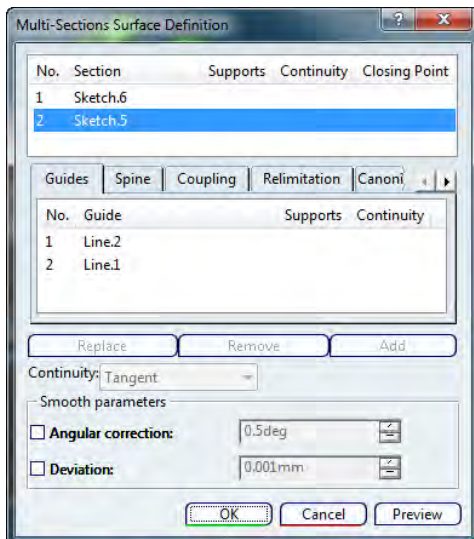 Multi-Sections Surface Definition
?
No. Section Supports Continuity Closing Point
1 Sketch.6
2 Sketch.5
Guides Spine Coupling Relimitation Canoni
No. Guide Supports Continuity
1 Line.2
2 Line.1
Replace Remove Add
Continuity: Tangent
Smooth parameters
Angular correction: 0.5deg
Deviation: 0.001mm
OK Cancel Preview